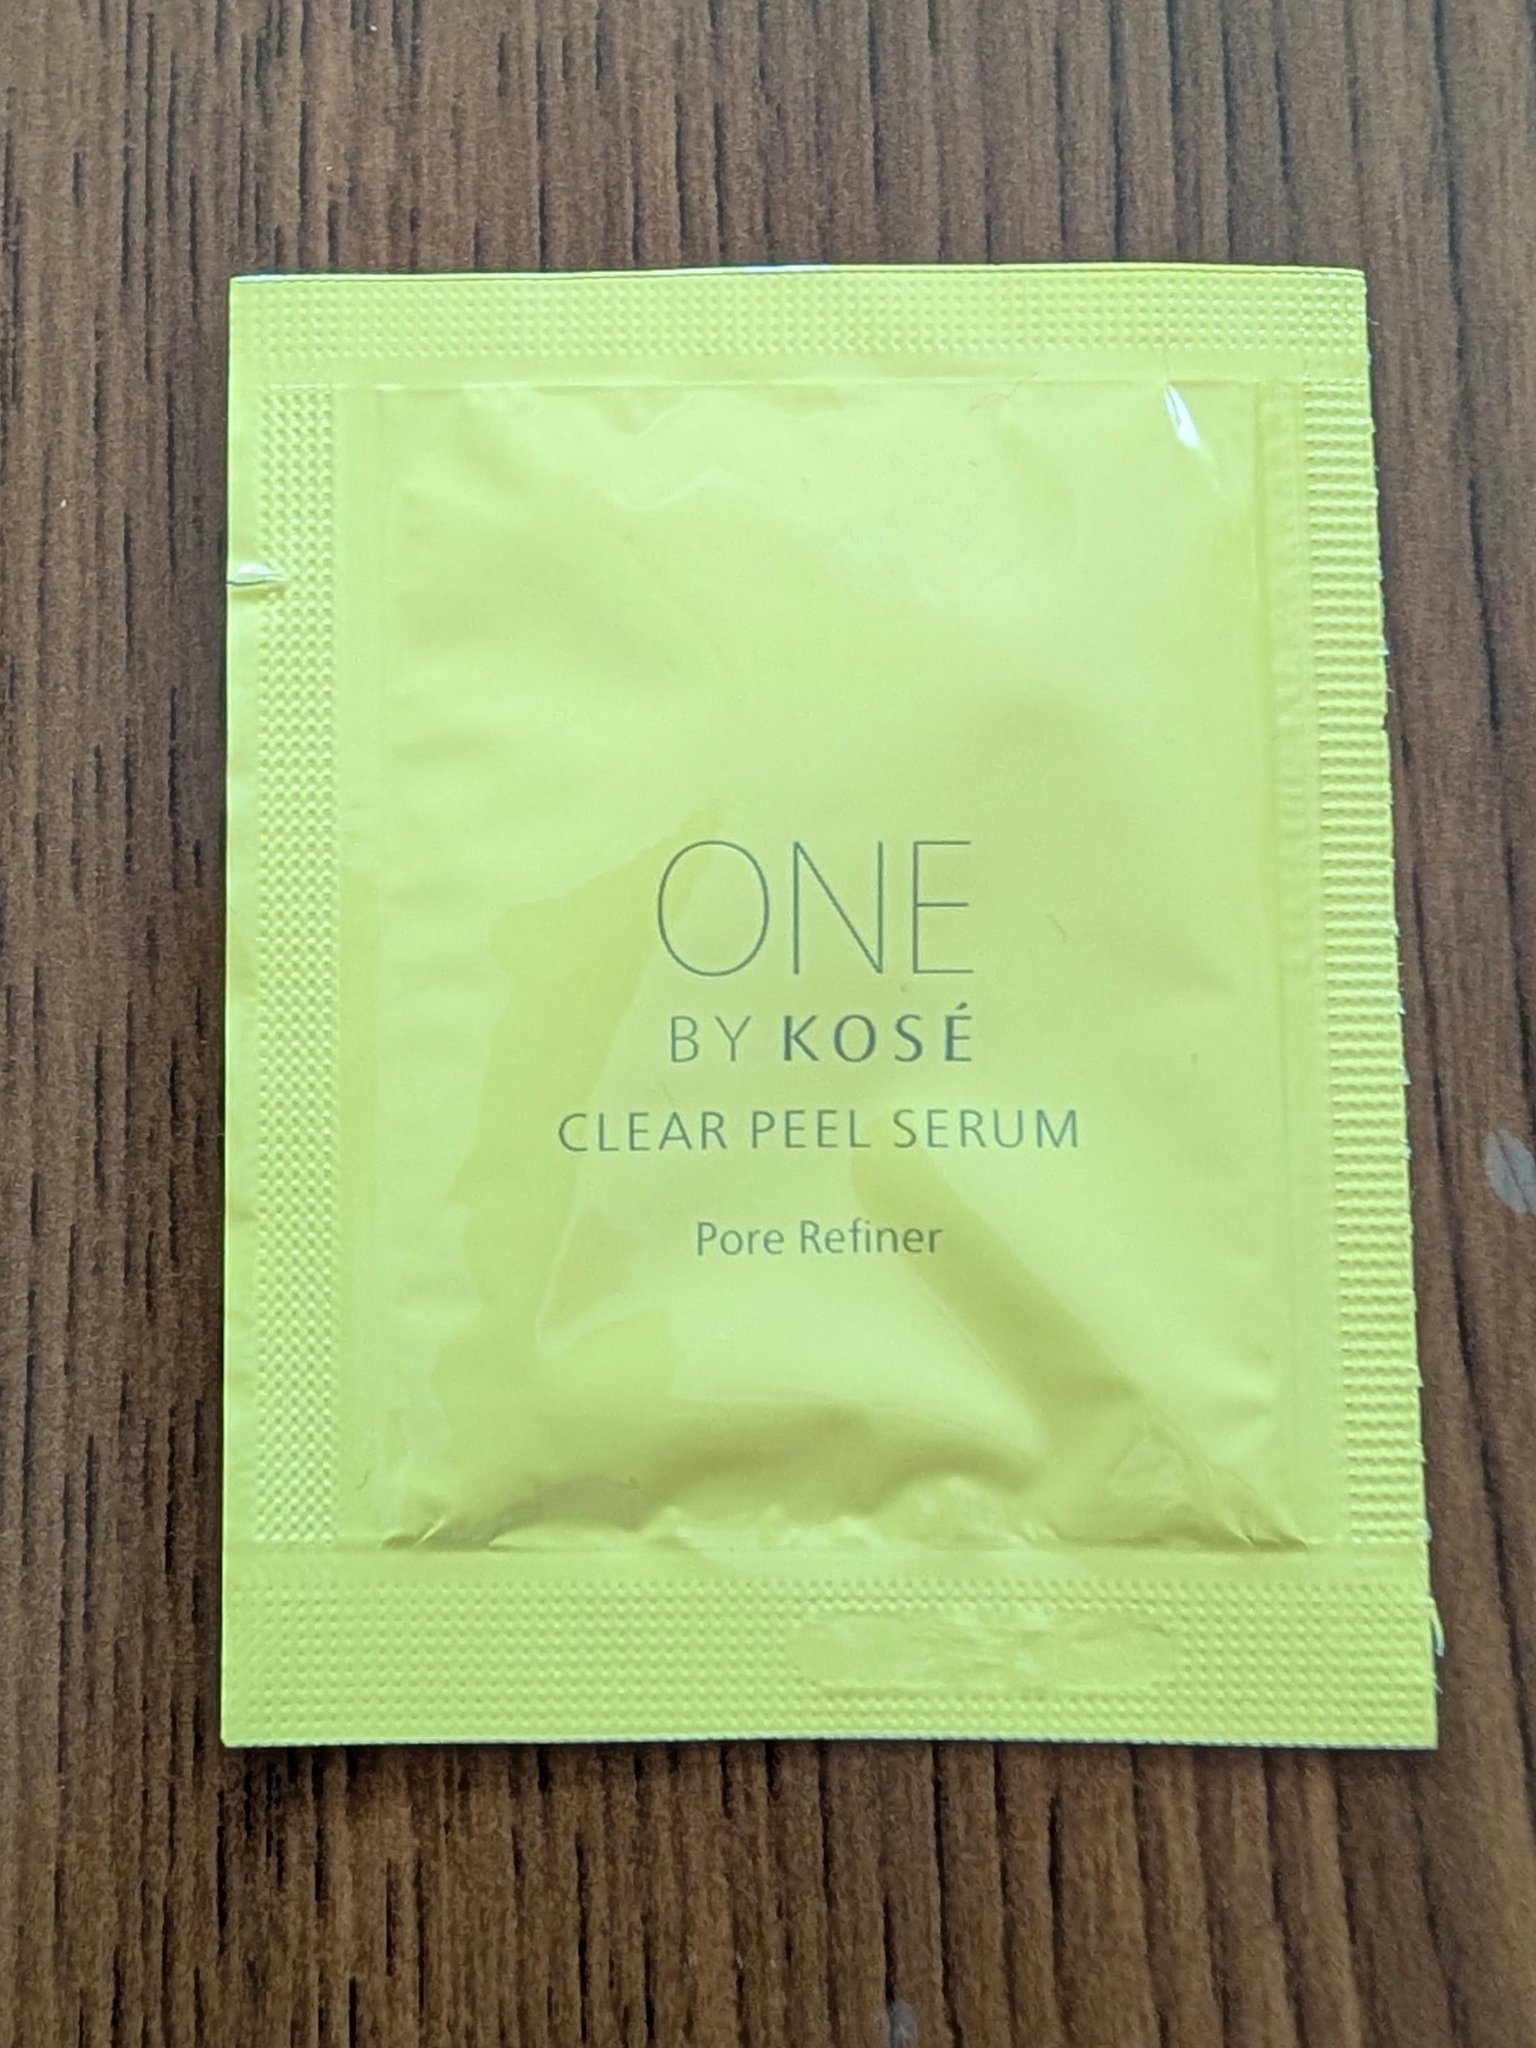 ONE
BY KOSÉ
CLEAR PEEL SERUM
Pore Refiner